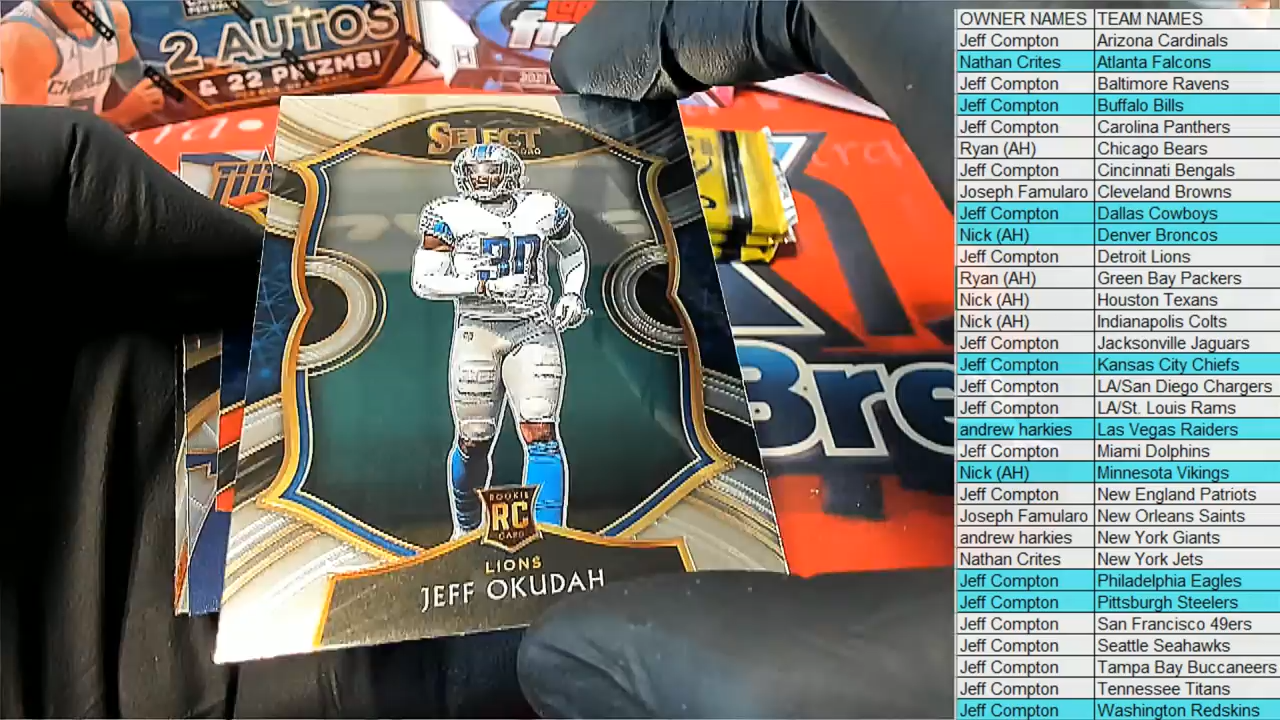 2 AUTOS
& 22 PRIZMS!
CHARLOTTE
2021
SELECT
30
ROOKIE
RC
CARD
LIONS
JEFF OKUDAH
Bre
OWNER NAMES TEAM NAMES
Jeff Compton Arizona Cardinals
Nathan Crites Atlanta Falcons
Jeff Compton Baltimore Ravens
Jeff Compton Buffalo Bills
Jeff Compton Carolina Panthers
Ryan (AH) Chicago Bears
Jeff Compton Cincinnati Bengals
Joseph Famularo Cleveland Browns
Jeff Compton Dallas Cowboys
Nick (AH) Denver Broncos
Jeff Compton Detroit Lions
Ryan (AH) Green Bay Packers
Nick (AH) Houston Texans
Nick (AH) Indianapolis Colts
Jeff Compton Jacksonville Jaguars
Jeff Compton Kansas City Chiefs
Jeff Compton LA/San Diego Chargers
Jeff Compton LA/St. Louis Rams
andrew harkies Las Vegas Raiders
Jeff Compton Miami Dolphins
Nick (AH) Minnesota Vikings
Jeff Compton New England Patriots
Joseph Famularo New Orleans Saints
andrew harkies New York Giants
Nathan Crites New York Jets
Jeff Compton Philadelphia Eagles
Jeff Compton Pittsburgh Steelers
Jeff Compton San Francisco 49ers
Jeff Compton Seattle Seahawks
Jeff Compton Tampa Bay Buccaneers
Jeff Compton Tennessee Titans
Jeff Compton Washington Redskins